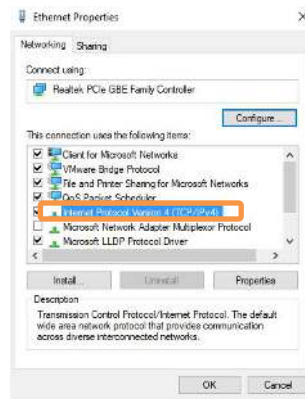 Ethernet Properties
Networking Sharing
Connect using:
Realtek PCIe GBE Family Controller
Configure...
This connection uses the following items:
Client for Microsoft Networks
VMware Bridge Protocol
File and Printer Sharing for Microsoft Networks
QoS Packet Scheduler
Internet Protocol Version 4 (TCP/IPv4)
Microsoft Network Adapter Multiplexor Protocol
Microsoft LLDP Protocol Driver
Install... Uninstall Properties
Description
Transmission Control Protocol/Internet Protocol. The default
wide area network protocol that provides communication
across diverse interconnected networks.
OK Cancel